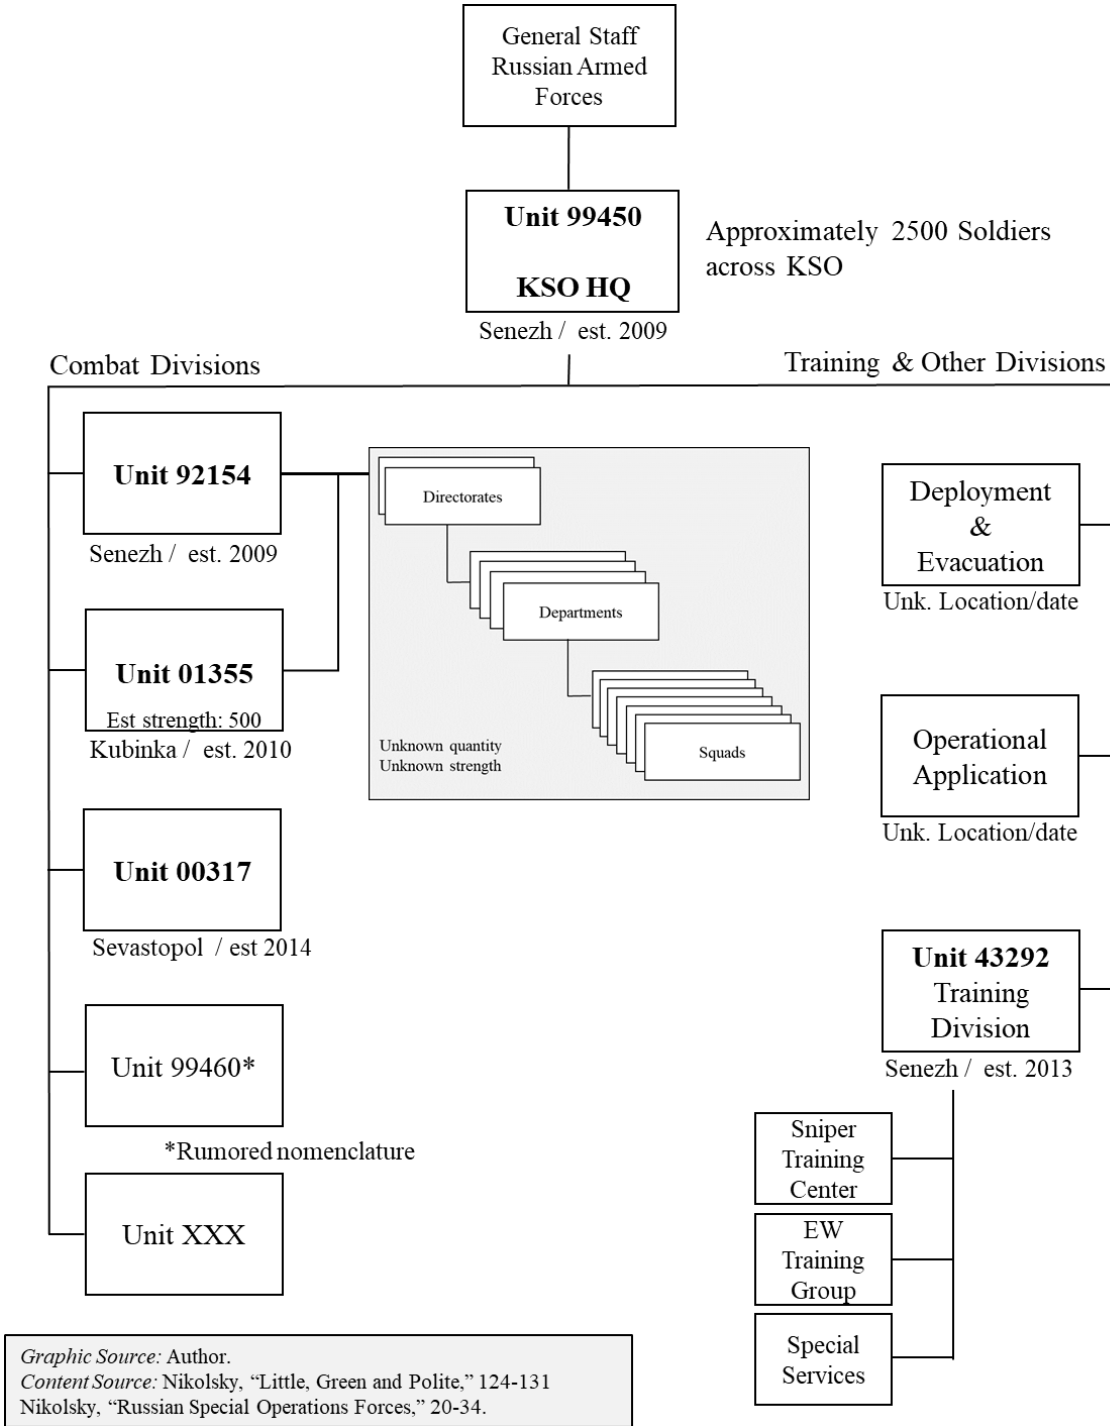 General Staff
Russian Armed
Forces
Unit 99450
KSO HQ
Approximately 2500 Soldiers
across KSO
Senezh / est. 2009
Combat Divisions
Training & Other Divisions
Unit 92154
Senezh / est. 2009
Unit 01355
Est strength: 500
Kubinka / est. 2010
Unit 00317
Sevastopol / est 2014
Unit 99460*
*Rumored nomenclature
Unit XXX
Directorates
Departments
Squads
Unknown quantity
Unknown strength
Deployment
&
Evacuation
Unk. Location/date
Operational
Application
Unk. Location/date
Unit 43292
Training
Division
Senezh / est. 2013
Sniper
Training
Center
EW
Training
Group
Special
Services
Graphic Source: Author.
Content Source: Nikolsky, “Little, Green and Polite,” 124-131
Nikolsky, “Russian Special Operations Forces,” 20-34.